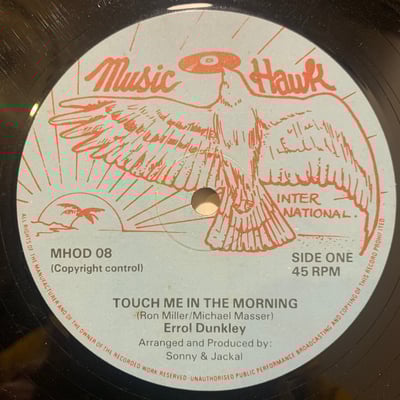 Music Hawk
INTER
NATIONAL.
MHOD 08
(Copyright control)
SIDE ONE
45 RPM
TOUCH ME IN THE MORNING
(Ron Miller/Michael Masser)
Errol Dunkley
Arranged and Produced by:
Sonny & Jackal
ALL RIGHTS OF THE MANUFACTURER AND OF THE OWNER OF THE RECORDED WORK RESERVED. UNAUTHORISED PUBLIC PERFORMANCE BROADCASTING AND COPYING OF THIS RECORD PROHIBITED